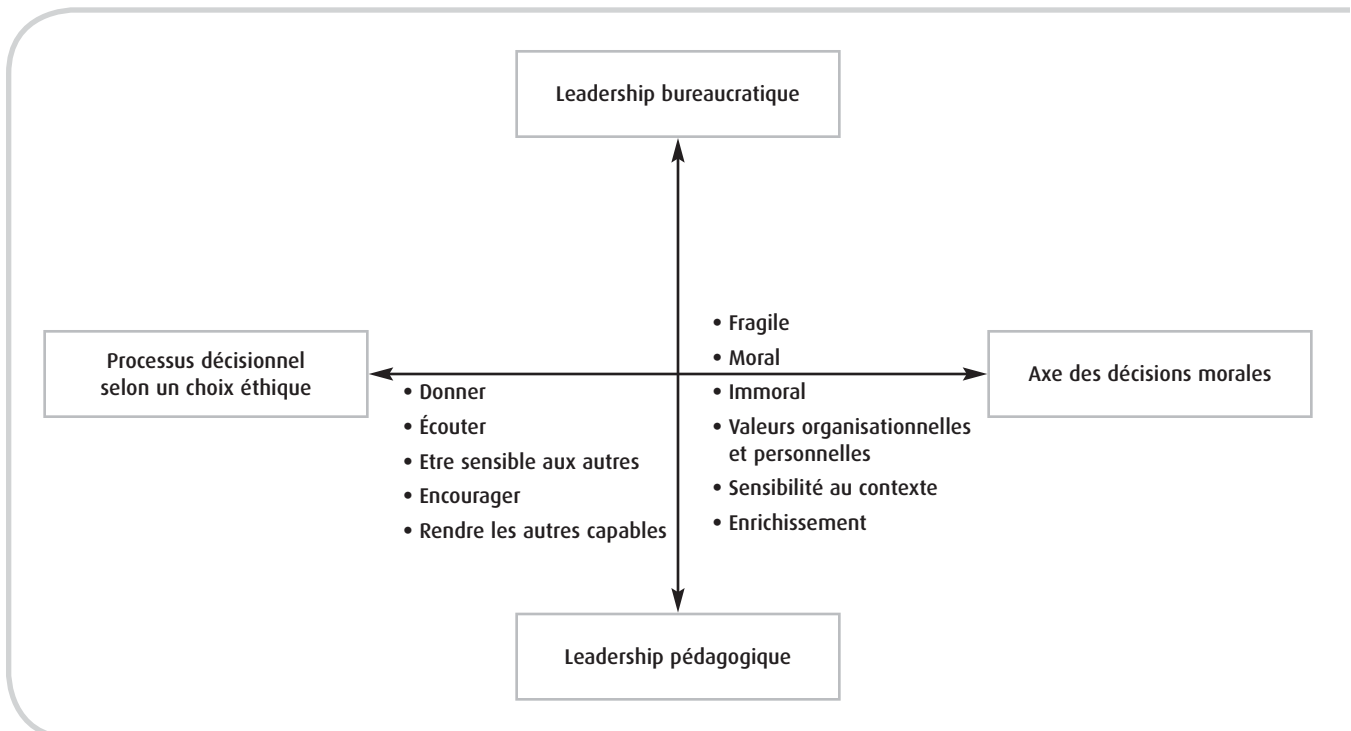 Leadership bureaucratique
Processus décisionnel
selon un choix éthique
• Donner
• Écouter
• Etre sensible aux autres
• Encourager
• Rendre les autres capables
• Fragile
• Moral
• Immoral
• Valeurs organisationnelles
et personnelles
• Sensibilité au contexte
• Enrichissement
Axe des décisions morales
Leadership pédagogique